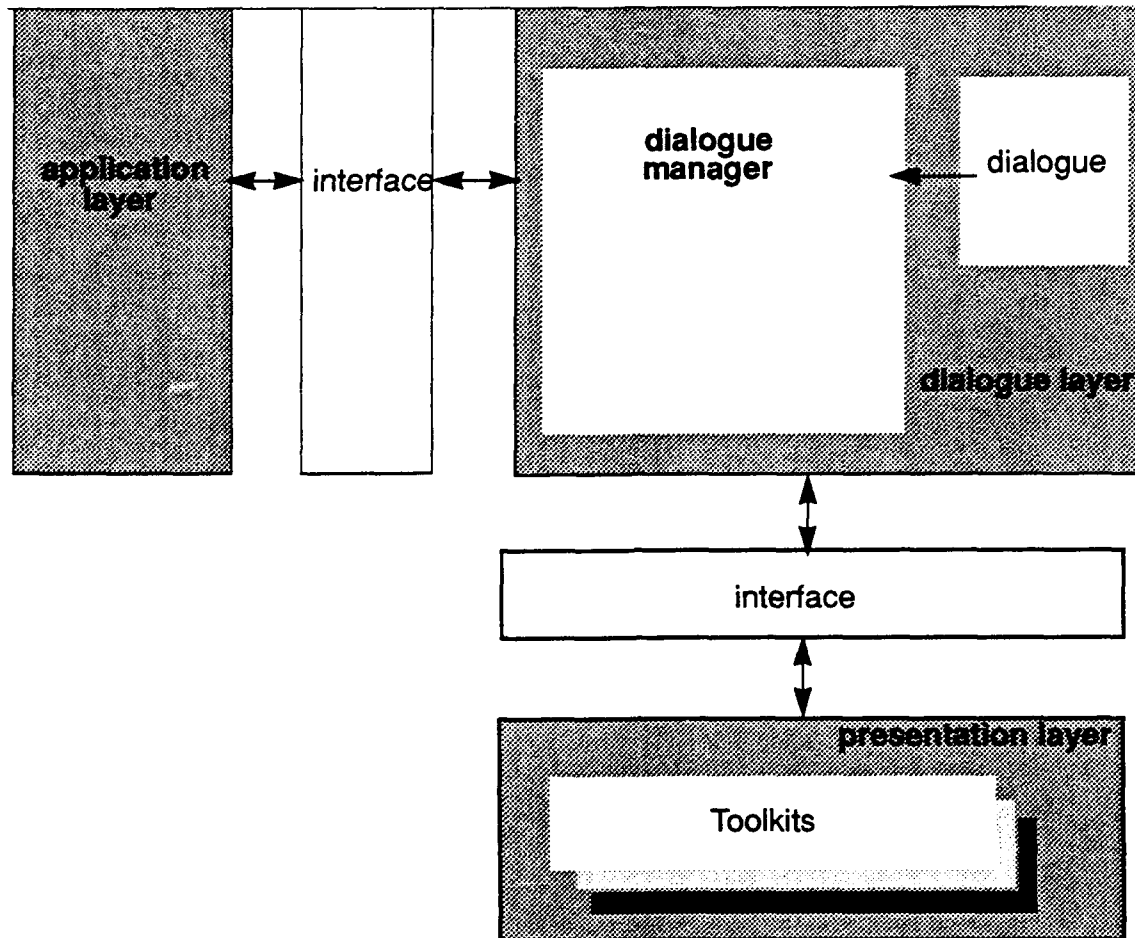 application
layer
interface
dialogue
manager
dialogue
dialogue layer
interface
presentation layer
Toolkits